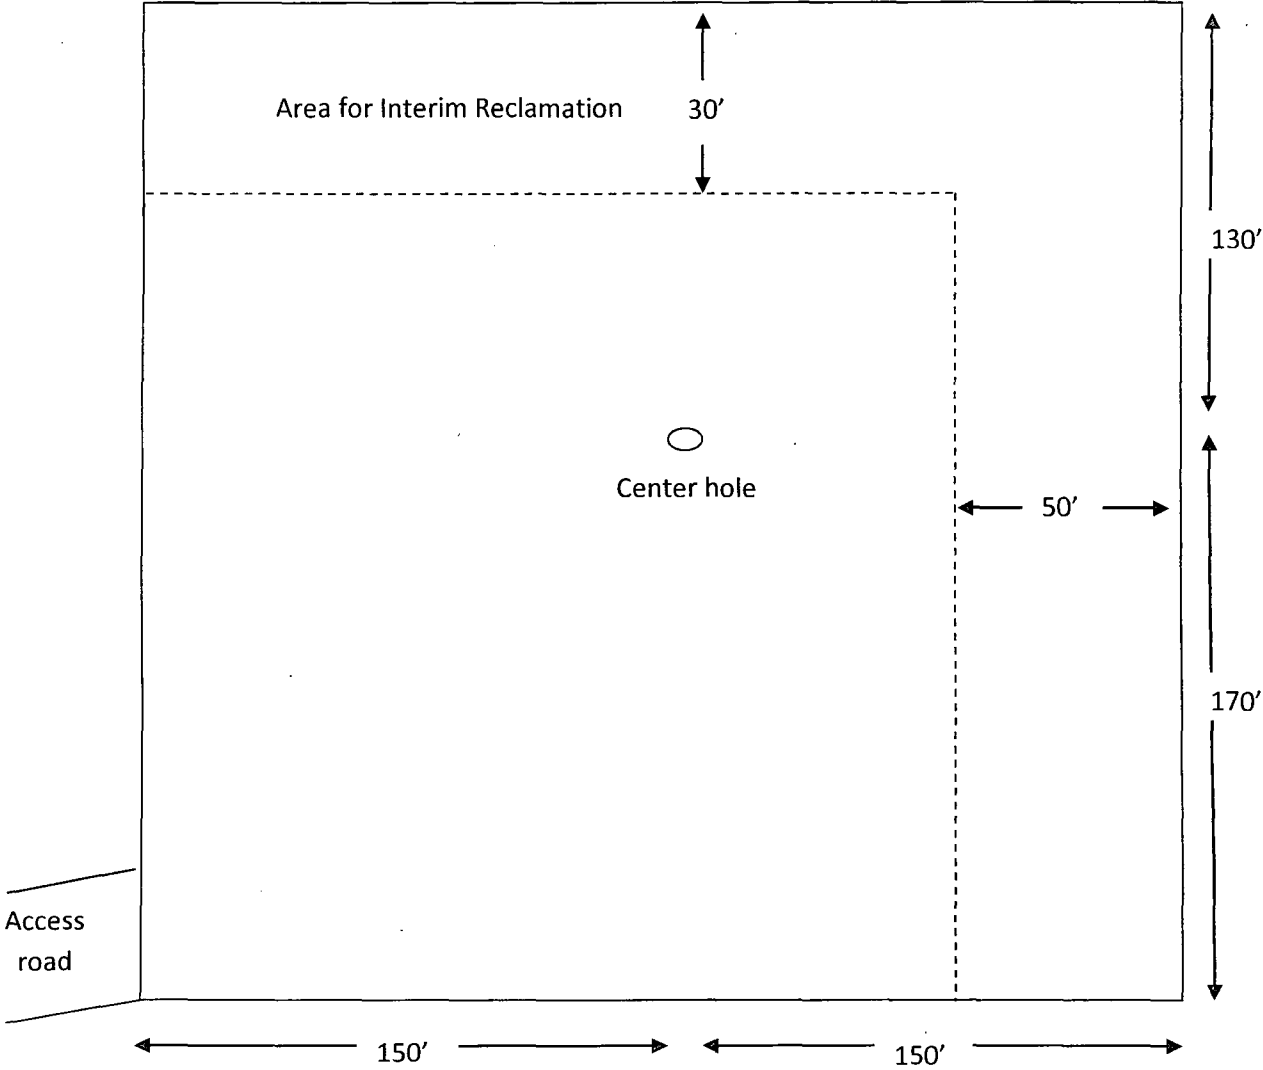 Area for Interim Reclamation
30'
130'
Center hole
50'
170'
Access
road
150'
150'